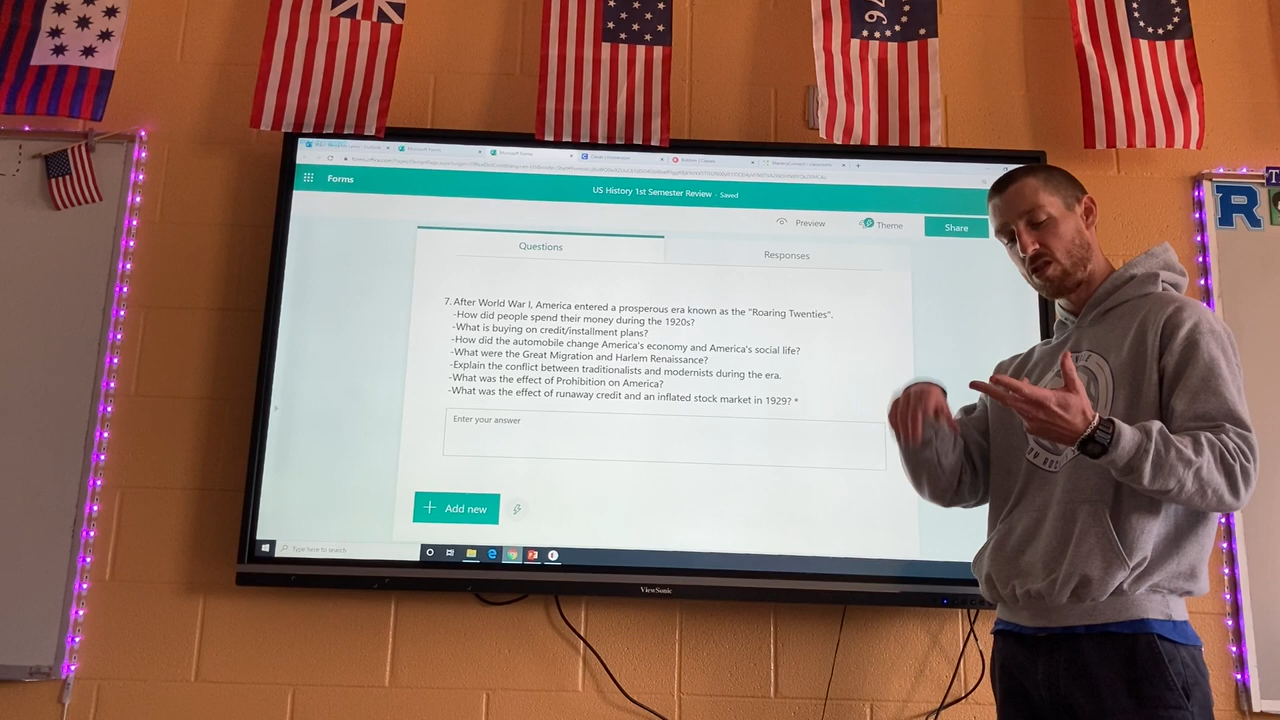 76
Microsoft Forms
Microsoft Forms
Forms
US History 1st Semester Review - Saved
Preview
Theme
Share
Questions
Responses
7. After World War I, America entered a prosperous era known as the "Roaring Twenties".
-How did people spend their money during the 1920s?
-What is buying on credit/installment plans?
-How did the automobile change America's economy and America's social life?
-What were the Great Migration and Harlem Renaissance?
-Explain the conflict between traditionalists and modernists during the era.
-What was the effect of Prohibition on America?
-What was the effect of runaway credit and an inflated stock market in 1929? *
Enter your answer
+ Add new
Type here to search
ViewSonic
R
T